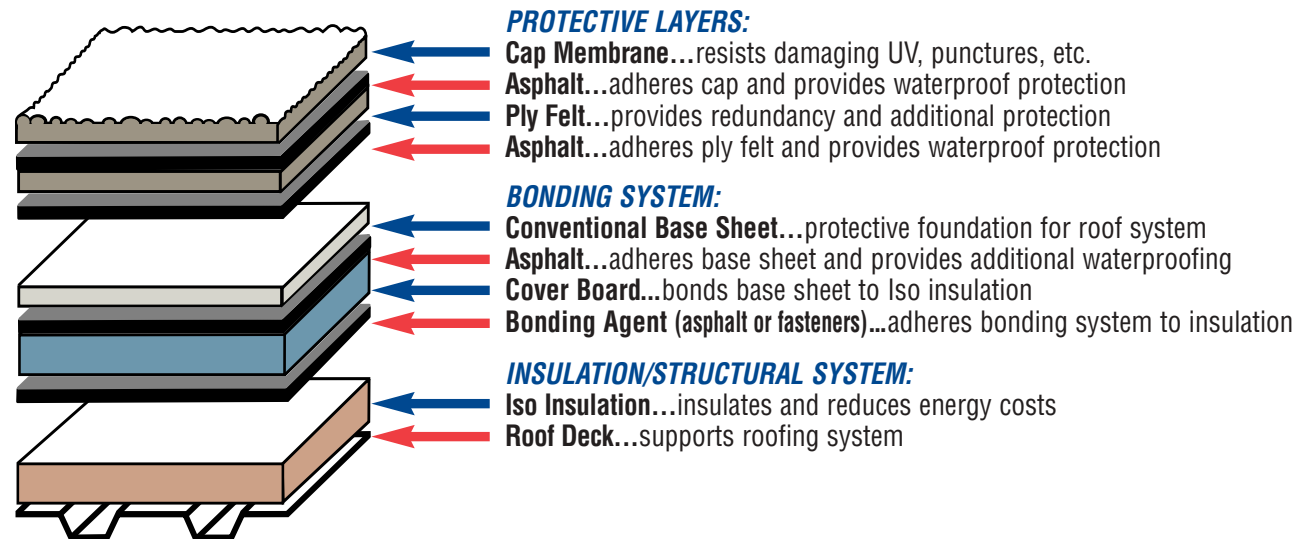 PROTECTIVE LAYERS:
Cap Membrane...resists damaging UV, punctures, etc.
Asphalt...adheres cap and provides waterproof protection
Ply Felt...provides redundancy and additional protection
Asphalt...adheres ply felt and provides waterproof protection
BONDING SYSTEM:
Conventional Base Sheet...protective foundation for roof system
Asphalt...adheres base sheet and provides additional waterproofing
Cover Board...bonds base sheet to Iso insulation
Bonding Agent (asphalt or fasteners)...adheres bonding system to insulation
INSULATION/STRUCTURAL SYSTEM:
Iso Insulation...insulates and reduces energy costs
Roof Deck...supports roofing system